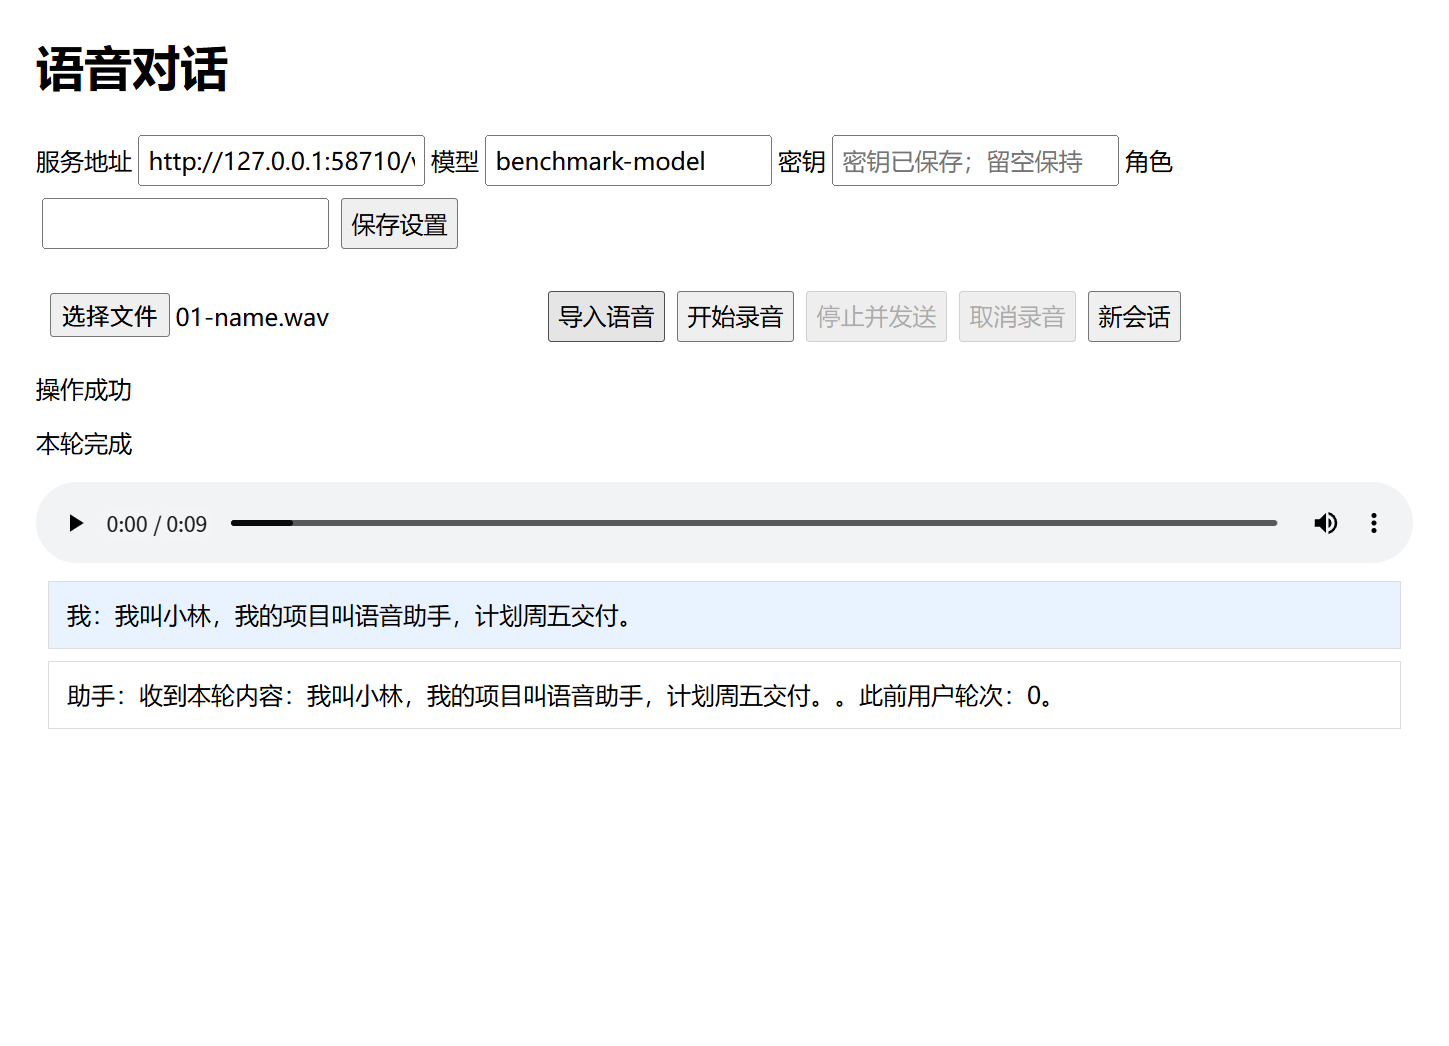 语音对话
服务地址 http://127.0.0.1:58710/v 模型 benchmark-model 密钥 密钥已保存；留空保持 角色
保存设置
选择文件 01-name.wav 导入语音 开始录音 停止并发送 取消录音 新会话
操作成功
本轮完成
0:00 / 0:09
我：我叫小林，我的项目叫语音助手，计划周五交付。
助手：收到本轮内容：我叫小林，我的项目叫语音助手，计划周五交付。。此前用户轮次：0。